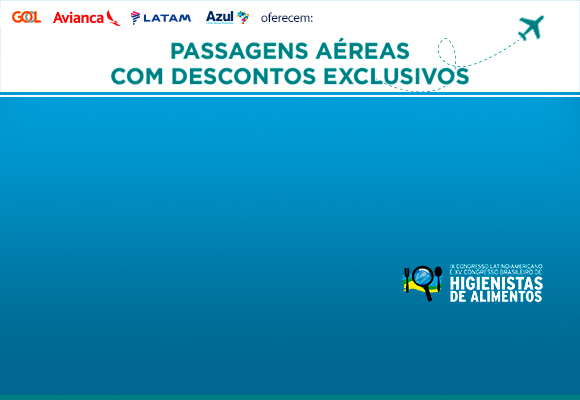 GOL Avianca LATAM Azul oferecem:
PASSAGENS AÉREAS
COM DESCONTOS EXCLUSIVOS
IX CONGRESSO LATINO-AMERICANO
E XV CONGRESSO BRASILEIRO DE
HIGIENISTAS
DE ALIMENTOS